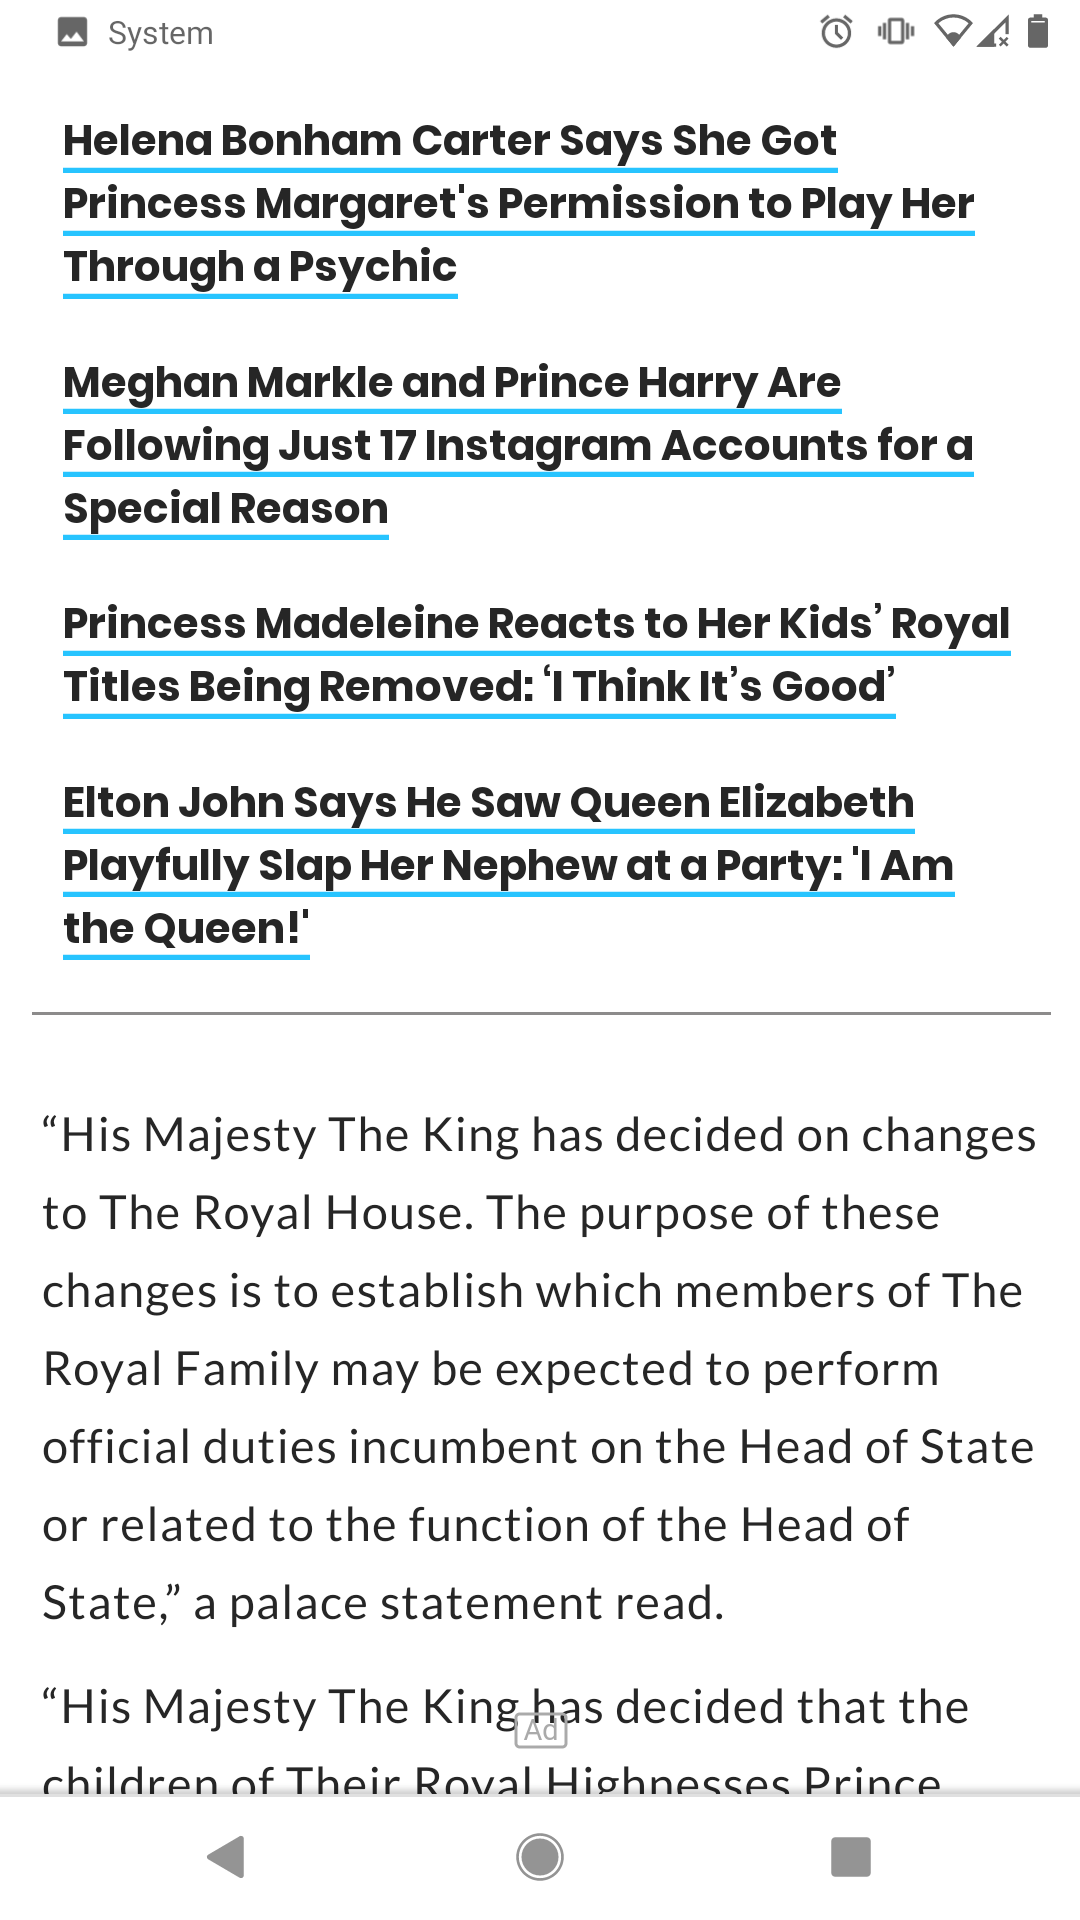 System
Helena Bonham Carter Says She Got
Princess Margaret's Permission to Play Her
Through a Psychic
Meghan Markle and Prince Harry Are
Following Just 17 Instagram Accounts for a
Special Reason
Princess Madeleine Reacts to Her Kids’ Royal
Titles Being Removed: ‘I Think It’s Good’
Elton John Says He Saw Queen Elizabeth
Playfully Slap Her Nephew at a Party: 'I Am
the Queen!'
“His Majesty The King has decided on changes
to The Royal House. The purpose of these
changes is to establish which members of The
Royal Family may be expected to perform
official duties incumbent on the Head of State
or related to the function of the Head of
State,” a palace statement read.
“His Majesty The King has decided that the
Ad
children of Their Royal Highnesses Prince